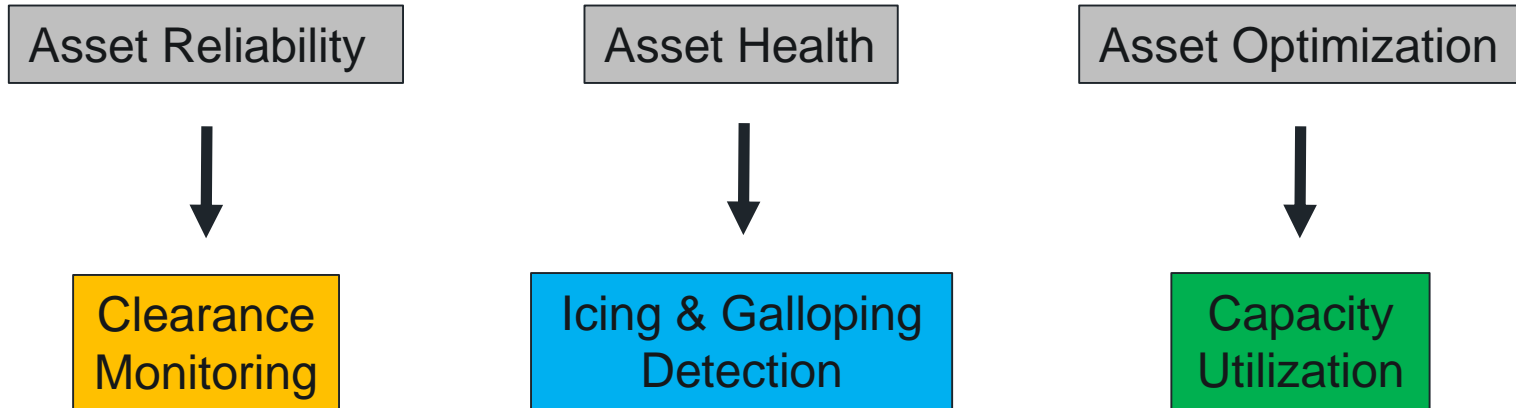 Asset Reliability
Asset Health
Asset Optimization
Clearance
Monitoring
Icing & Galloping
Detection
Capacity
Utilization